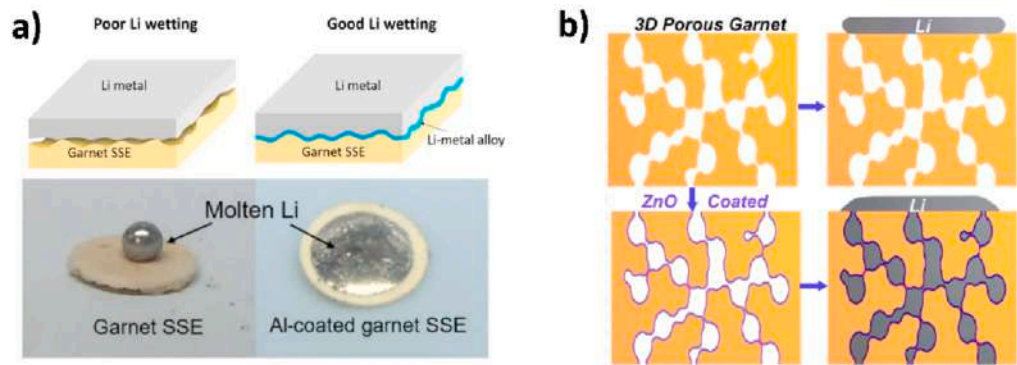 a)
Poor Li wetting
Good Li wetting
Li metal
Li metal
Garnet SSE
Garnet SSE
Li-metal alloy
Molten Li
Garnet SSE
Al-coated garnet SSE
b)
3D Porous Garnet
Li
ZnO Coated
Li